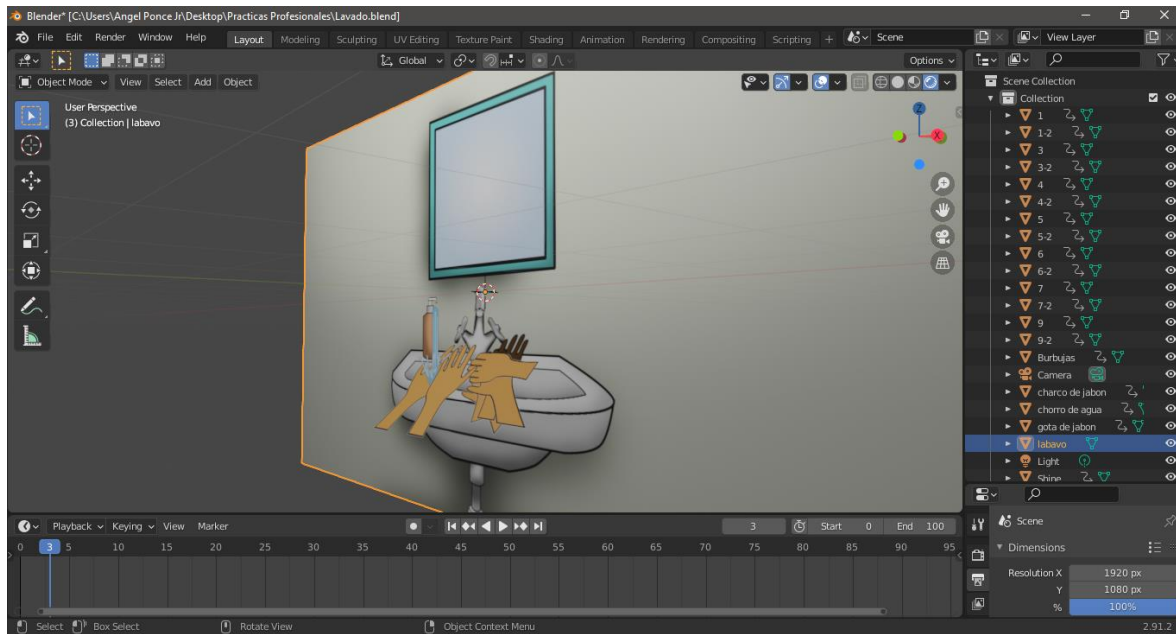 Blender* [C:\Users\Angel Ponce Jr\Desktop\Practicas Profesionales\Lavado.blend]
File Edit Render Window Help Layout Modeling Sculpting UV Editing Texture Paint Shading Animation Rendering Compositing Scripting + Scene View Layer
Global Options
Object Mode View Select Add Object
User Perspective
(3) Collection | labavo
Z
X
Scene Collection
Collection
1
1-2
3
3-2
4
4-2
5
5-2
6
6-2
7
7-2
9
9-2
Burbujas
Camera
charco de jabon
chorro de agua
gota de jabon
labavo
Light
Shine
Playback Keying View Marker 3 Start 0 End 100
0 3 5 10 15 20 25 30 35 40 45 50 55 60 65 70 75 80 85 90 95
Scene
Dimensions
Resolution X 1920 px
Y 1080 px
% 100%
Select Box Select Rotate View Object Context Menu 2.91.2